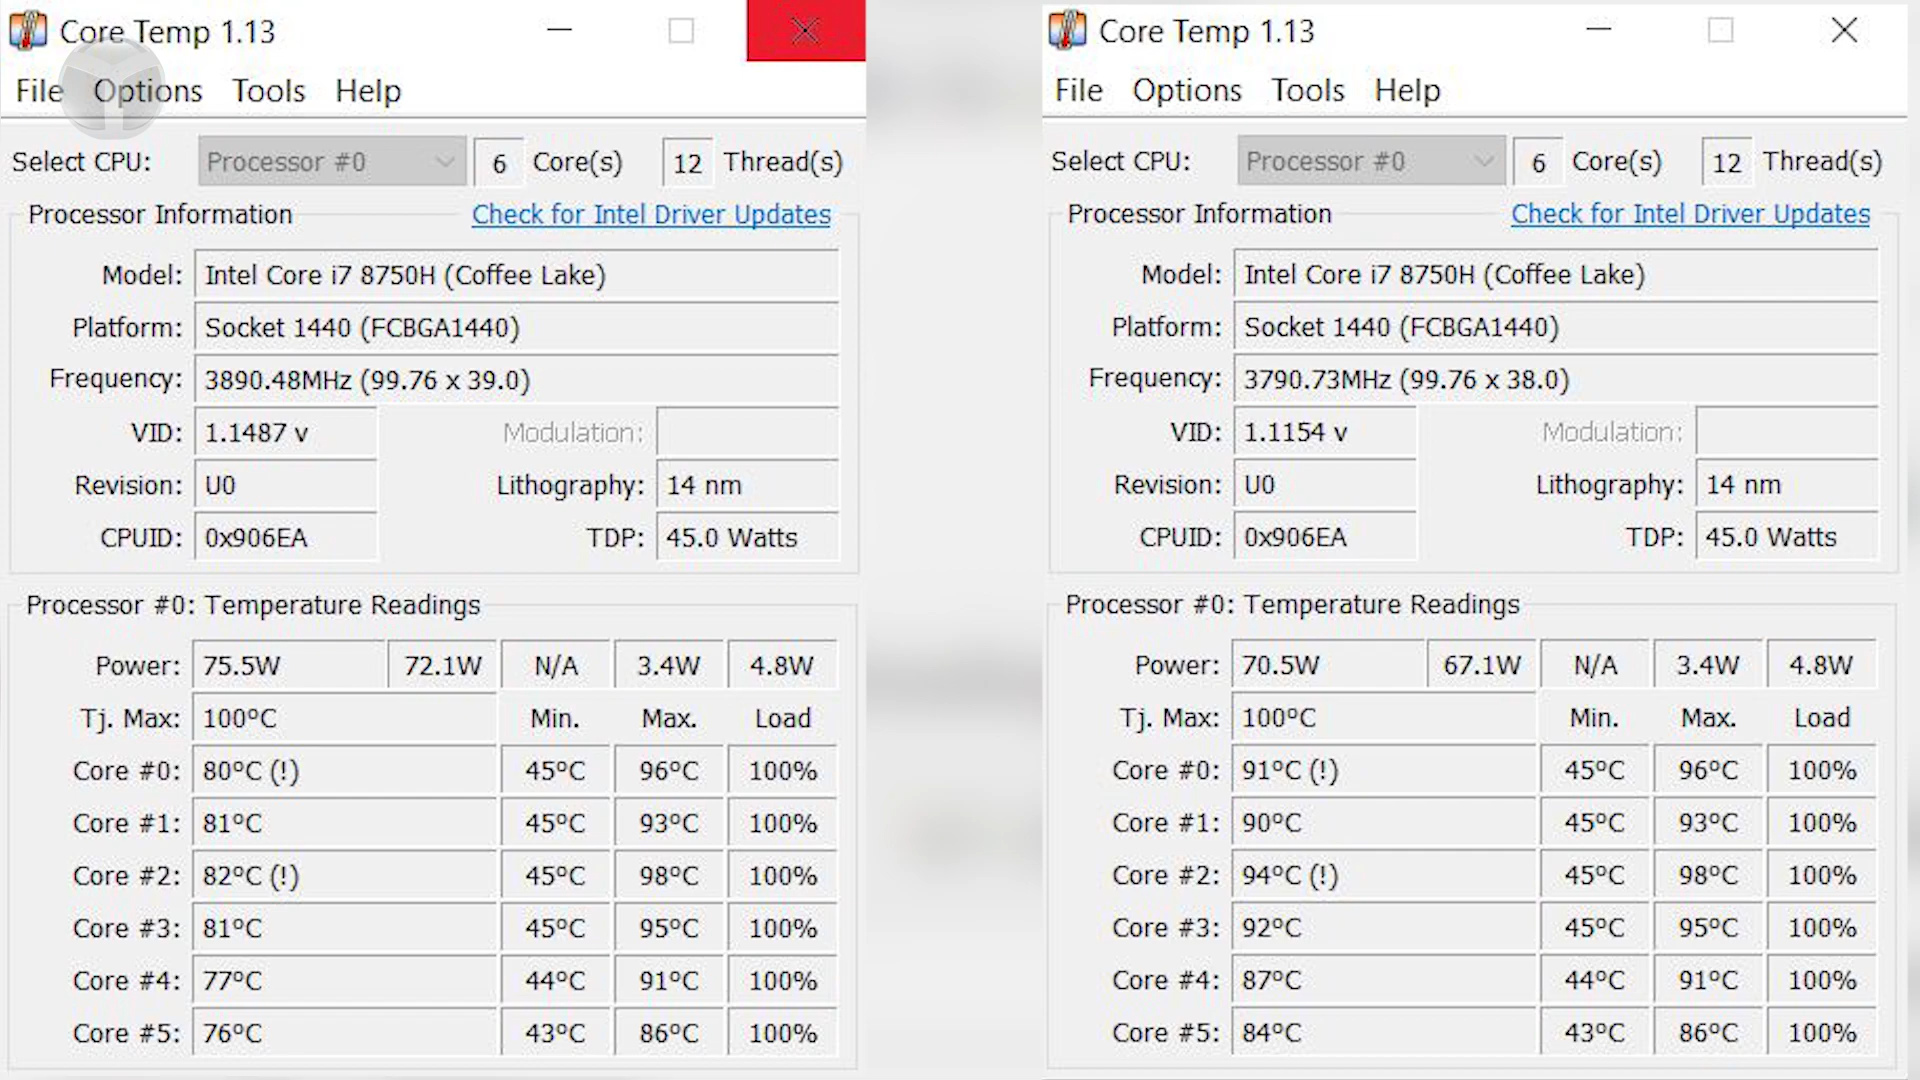 Core Temp 1.13
File Options Tools Help
Select CPU: Processor #0 6 Core(s) 12 Thread(s)
Processor Information Check for Intel Driver Updates
Model: Intel Core i7 8750H (Coffee Lake)
Platform: Socket 1440 (FCBGA1440)
Frequency: 3890.48MHz (99.76 x 39.0)
VID: 1.1487 v Modulation:
Revision: U0 Lithography: 14 nm
CPUID: 0x906EA TDP: 45.0 Watts
Processor #0: Temperature Readings
Power: 75.5W 72.1W N/A 3.4W 4.8W
Tj. Max: 100°C Min. Max. Load
Core #0: 80°C (!) 45°C 96°C 100%
Core #1: 81°C 45°C 93°C 100%
Core #2: 82°C (!) 45°C 98°C 100%
Core #3: 81°C 45°C 95°C 100%
Core #4: 77°C 44°C 91°C 100%
Core #5: 76°C 43°C 86°C 100%
Core Temp 1.13
File Options Tools Help
Select CPU: Processor #0 6 Core(s) 12 Thread(s)
Processor Information Check for Intel Driver Updates
Model: Intel Core i7 8750H (Coffee Lake)
Platform: Socket 1440 (FCBGA1440)
Frequency: 3790.73MHz (99.76 x 38.0)
VID: 1.1154 v Modulation:
Revision: U0 Lithography: 14 nm
CPUID: 0x906EA TDP: 45.0 Watts
Processor #0: Temperature Readings
Power: 70.5W 67.1W N/A 3.4W 4.8W
Tj. Max: 100°C Min. Max. Load
Core #0: 91°C (!) 45°C 96°C 100%
Core #1: 90°C 45°C 93°C 100%
Core #2: 94°C (!) 45°C 98°C 100%
Core #3: 92°C 45°C 95°C 100%
Core #4: 87°C 44°C 91°C 100%
Core #5: 84°C 43°C 86°C 100%